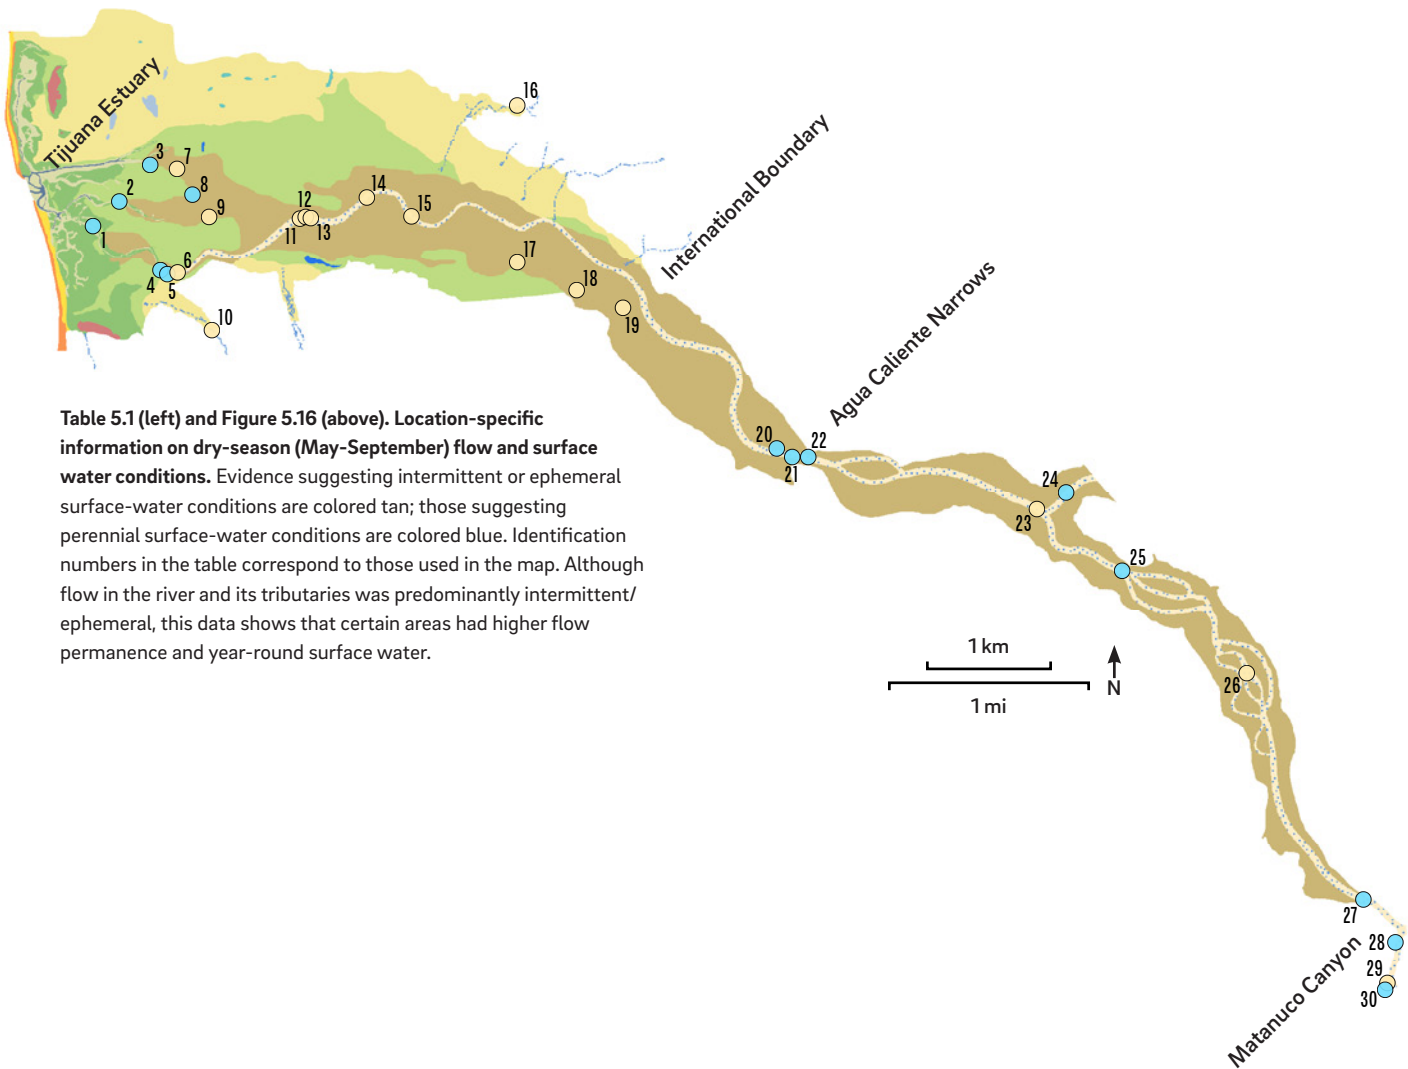 16
Tijuana Estuary
3
7
2
8
9
1
12
11
13
14
15
6
4
5
10
17
18
19
International Boundary
Agua Caliente Narrows
Table 5.1 (left) and Figure 5.16 (above). Location-specific
information on dry-season (May-September) flow and surface
water conditions. Evidence suggesting intermittent or ephemeral
surface-water conditions are colored tan; those suggesting
perennial surface-water conditions are colored blue. Identification
numbers in the table correspond to those used in the map. Although
flow in the river and its tributaries was predominantly intermittent/
ephemeral, this data shows that certain areas had higher flow
permanence and year-round surface water.
20
21
22
24
23
25
1 km
1 mi
N
26
27
28
29
30
Matanuco Canyon